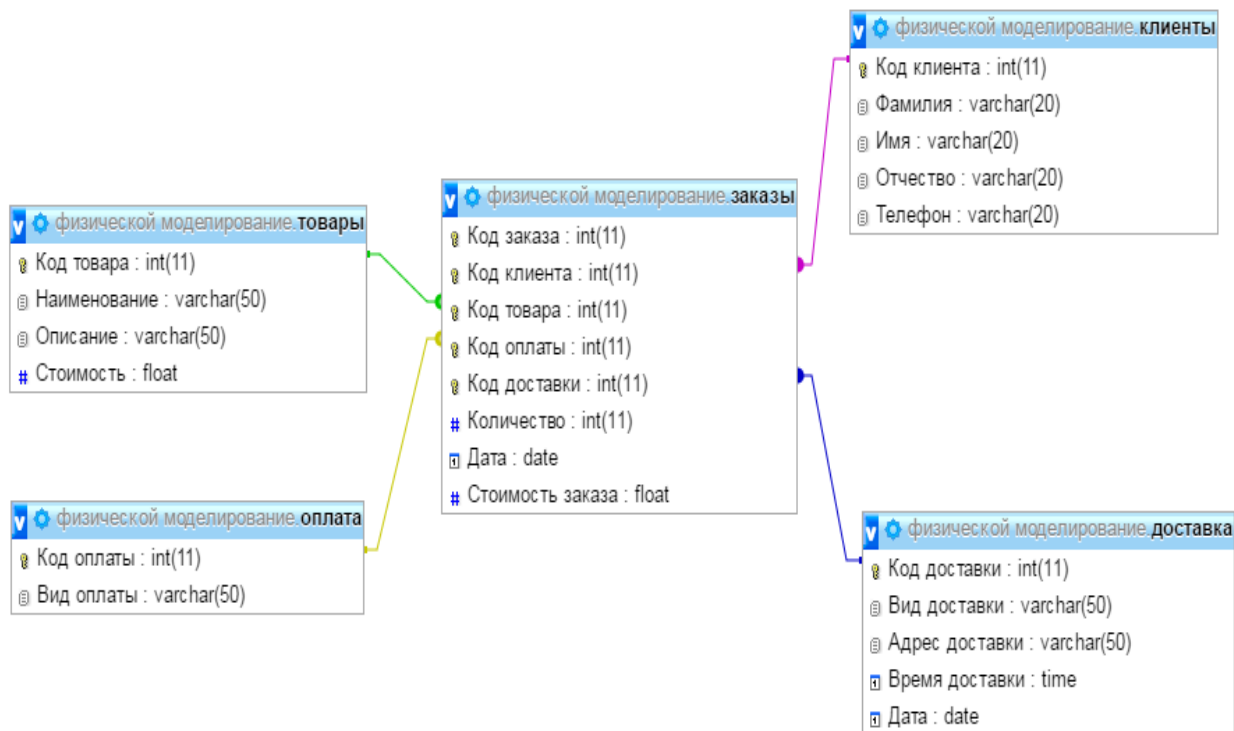 физической моделирование.клиенты
Код клиента : int(11)
Фамилия : varchar(20)
Имя : varchar(20)
Отчество : varchar(20)
Телефон : varchar(20)
физической моделирование.заказы
Код заказа : int(11)
Код клиента : int(11)
Код товара : int(11)
Код оплаты : int(11)
Код доставки : int(11)
Количество : int(11)
Дата : date
Стоимость заказа : float
физической моделирование.товары
Код товара : int(11)
Наименование : varchar(50)
Описание : varchar(50)
Стоимость : float
физической моделирование.оплата
Код оплаты : int(11)
Вид оплаты : varchar(50)
физической моделирование.доставка
Код доставки : int(11)
Вид доставки : varchar(50)
Адрес доставки : varchar(50)
Время доставки : time
Дата : date